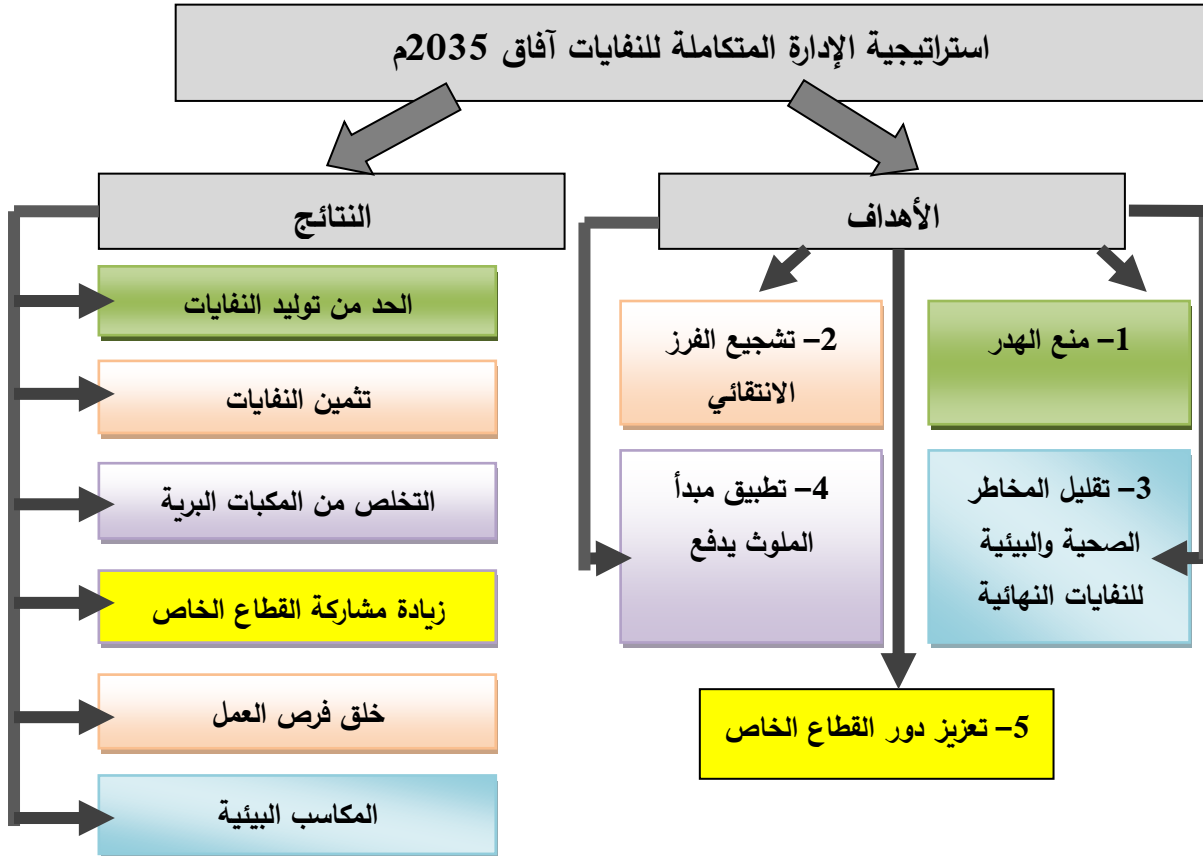 استراتيجية الإدارة المتكاملة للنفايات آفاق 2035م
الأهداف
1- منع الهدر
2- تشجيع الفرز
الانتقائي
3- تقليل المخاطر
الصحية والبيئية
للنفايات النهائية
4- تطبيق مبدأ
الملوث يدفع
5- تعزيز دور القطاع الخاص
النتائج
الحد من توليد النفايات
تثمين النفايات
التخلص من المكبات البرية
زيادة مشاركة القطاع الخاص
خلق فرص العمل
المكاسب البيئية